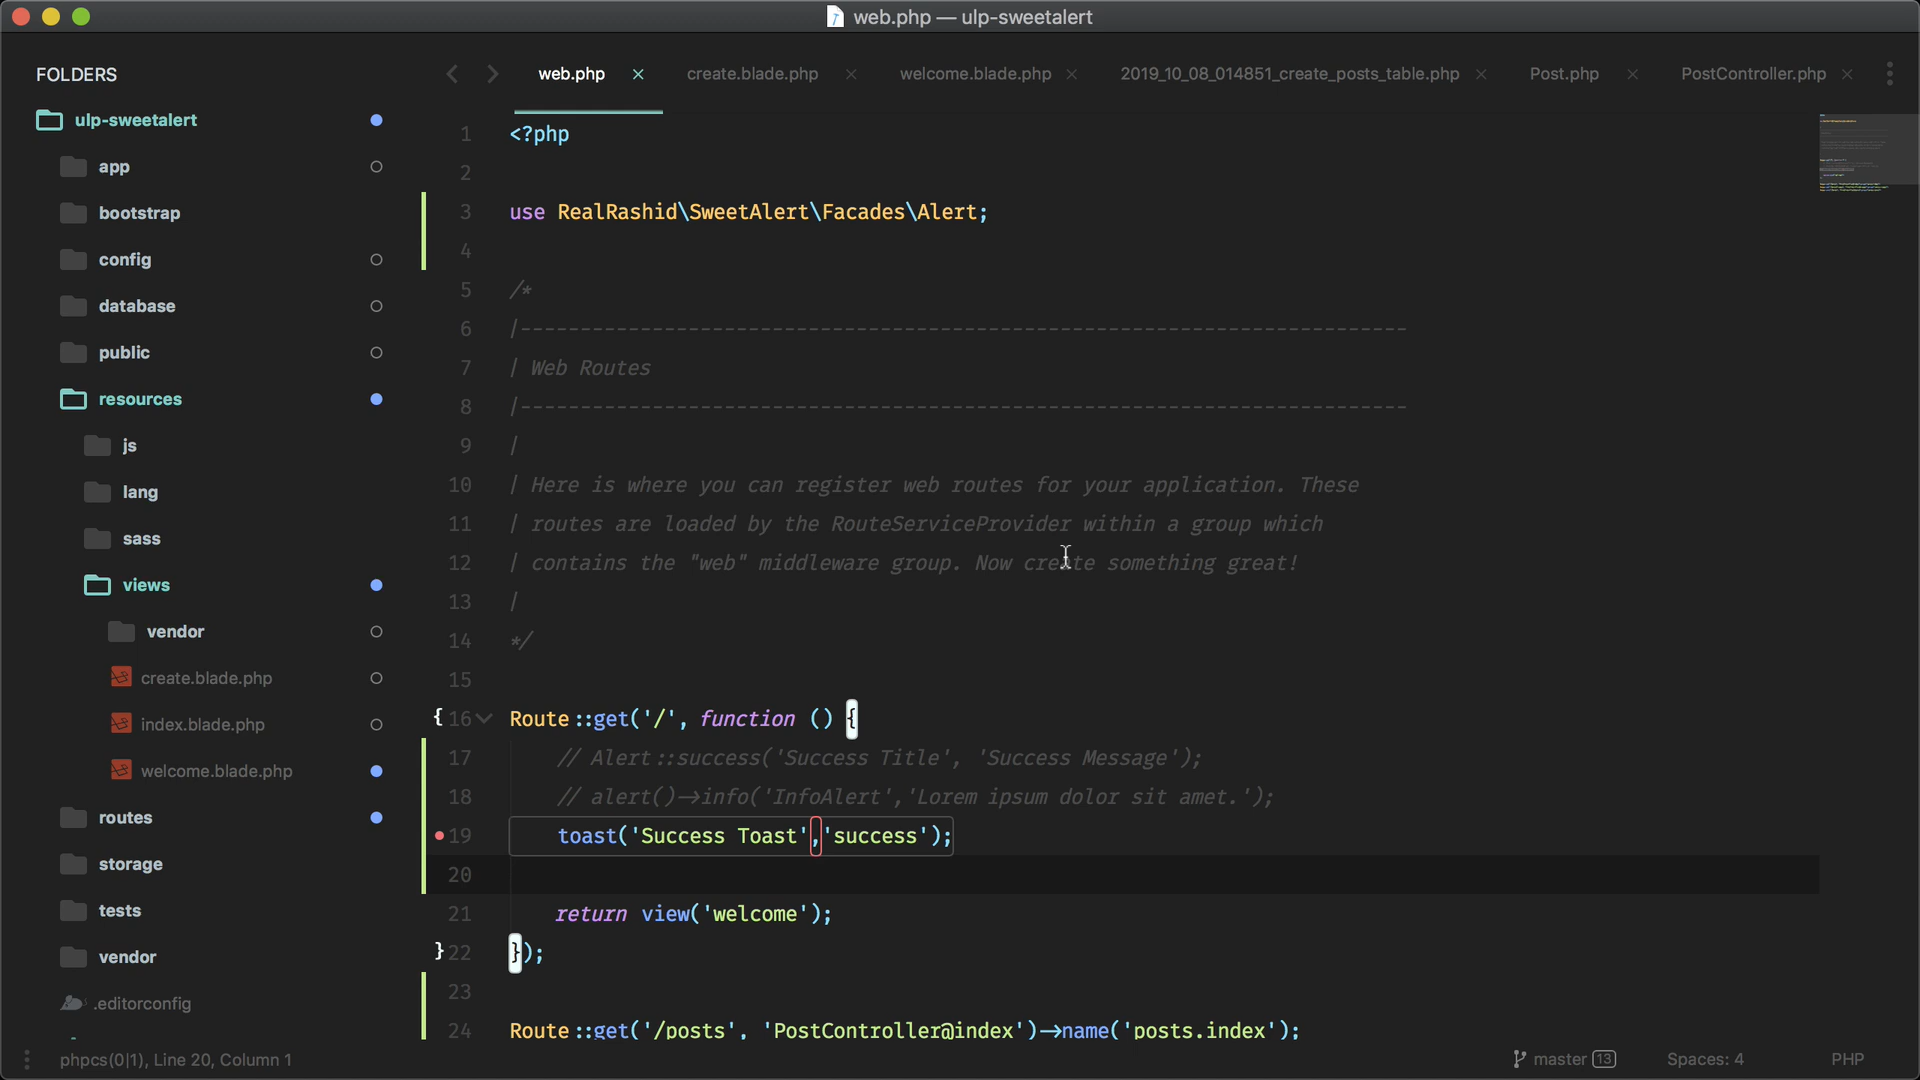 web.php — ulp-sweetalert
FOLDERS
ulp-sweetalert
app
bootstrap
config
database
public
resources
js
lang
sass
views
vendor
create.blade.php
index.blade.php
welcome.blade.php
routes
storage
tests
vendor
.editorconfig
web.php × create.blade.php × welcome.blade.php × 2019_10_08_014851_create_posts_table.php × Post.php × PostController.php ×
1 <?php
2
3 use RealRashid\SweetAlert\Facades\Alert;
4
5 /*
6 |--------------------------------------------------------------------------
7 | Web Routes
8 |--------------------------------------------------------------------------
9 |
10 | Here is where you can register web routes for your application. These
11 | routes are loaded by the RouteServiceProvider within a group which
12 | contains the "web" middleware group. Now create something great!
13 |
14 */
15
{ 16 Route::get('/', function () {
17 // Alert::success('Success Title', 'Success Message');
18 // alert()->info('InfoAlert','Lorem ipsum dolor sit amet.');
19 toast('Success Toast','success');
20
21 return view('welcome');
} 22 });
23
24 Route::get('/posts', 'PostController@index')->name('posts.index');
phpcs(0|1), Line 20, Column 1
master 13
Spaces: 4
PHP